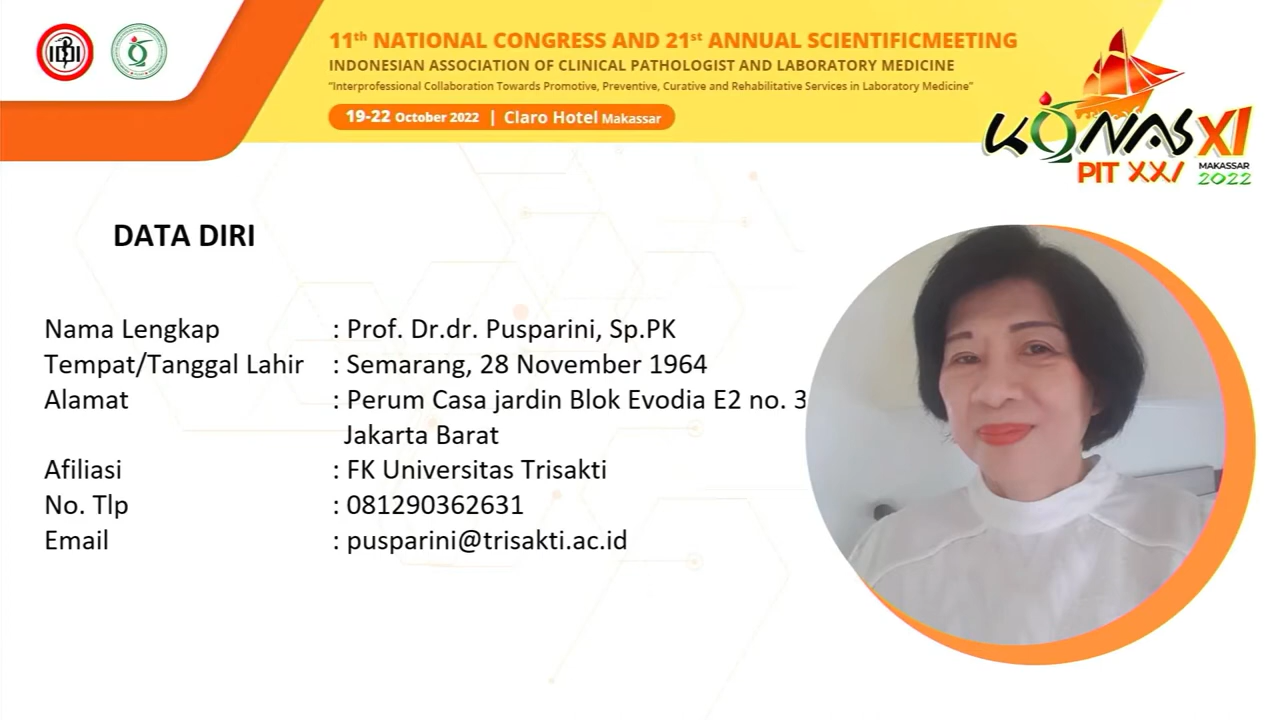 11th NATIONAL CONGRESS AND 21st ANNUAL SCIENTIFICMEETING
INDONESIAN ASSOCIATION OF CLINICAL PATHOLOGIST AND LABORATORY MEDICINE
"Interprofessional Collaboration Towards Promotive, Preventive, Curative and Rehabilitative Services in Laboratory Medicine"
19-22 October 2022 | Claro Hotel Makassar
KONAS XI
PIT XXI MAKASSAR 2022
DATA DIRI
Nama Lengkap : Prof. Dr.dr. Pusparini, Sp.PK
Tempat/Tanggal Lahir : Semarang, 28 November 1964
Alamat : Perum Casa jardin Blok Evodia E2 no. 3
Jakarta Barat
Afiliasi : FK Universitas Trisakti
No. Tlp : 081290362631
Email : pusparini@trisakti.ac.id